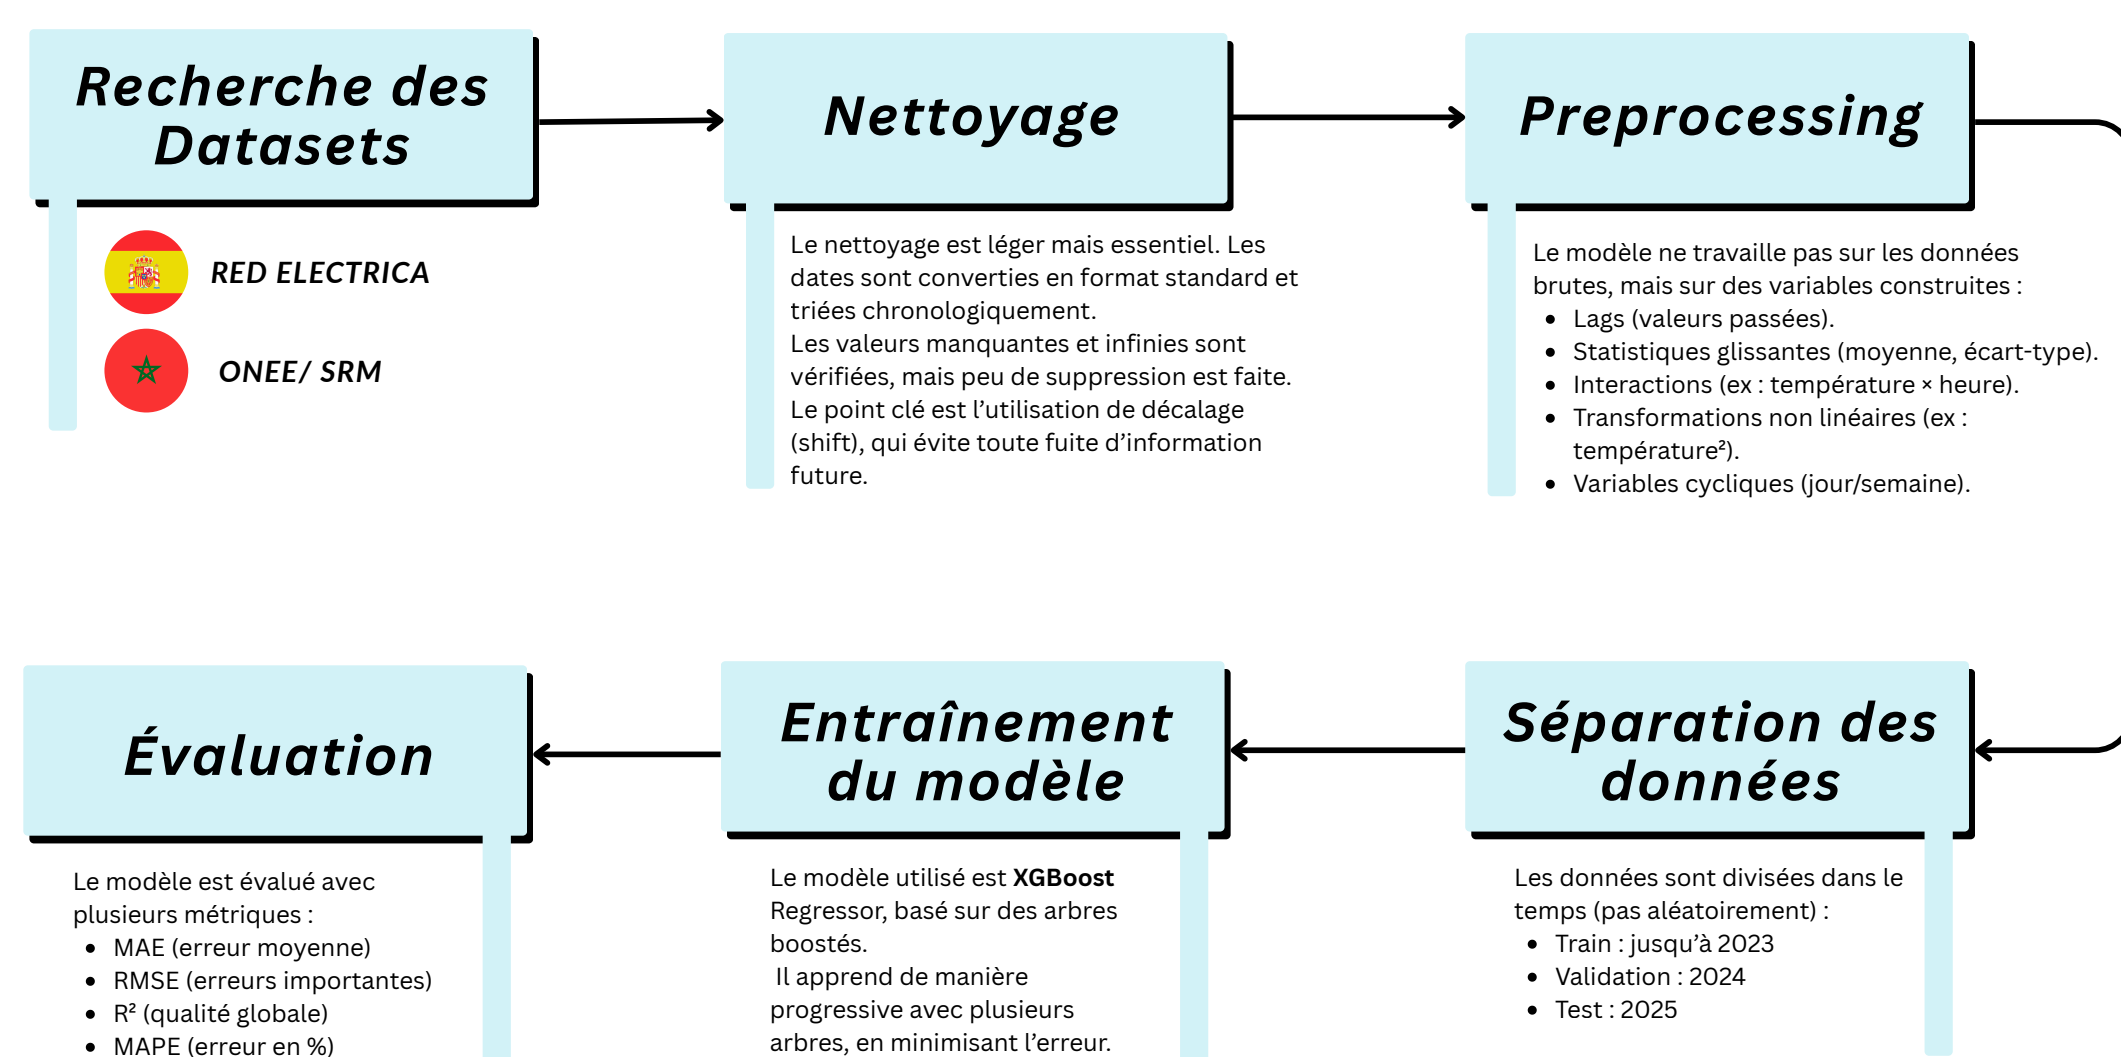 Recherche des
Datasets
RED ELECTRICA
ONEE/ SRM
Nettoyage
Le nettoyage est léger mais essentiel. Les
dates sont converties en format standard et
triées chronologiquement.
Les valeurs manquantes et infinies sont
vérifiées, mais peu de suppression est faite.
Le point clé est l’utilisation de décalage
(shift), qui évite toute fuite d’information
future.
Preprocessing
Le modèle ne travaille pas sur les données
brutes, mais sur des variables construites :
• Lags (valeurs passées).
• Statistiques glissantes (moyenne, écart-type).
• Interactions (ex : température × heure).
• Transformations non linéaires (ex :
température²).
• Variables cycliques (jour/semaine).
Séparation des
données
Les données sont divisées dans le
temps (pas aléatoirement) :
• Train : jusqu’à 2023
• Validation : 2024
• Test : 2025
Entraînement
du modèle
Le modèle utilisé est XGBoost
Regressor, basé sur des arbres
boostés.
Il apprend de manière
progressive avec plusieurs
arbres, en minimisant l’erreur.
Évaluation
Le modèle est évalué avec
plusieurs métriques :
• MAE (erreur moyenne)
• RMSE (erreurs importantes)
• R² (qualité globale)
• MAPE (erreur en %)